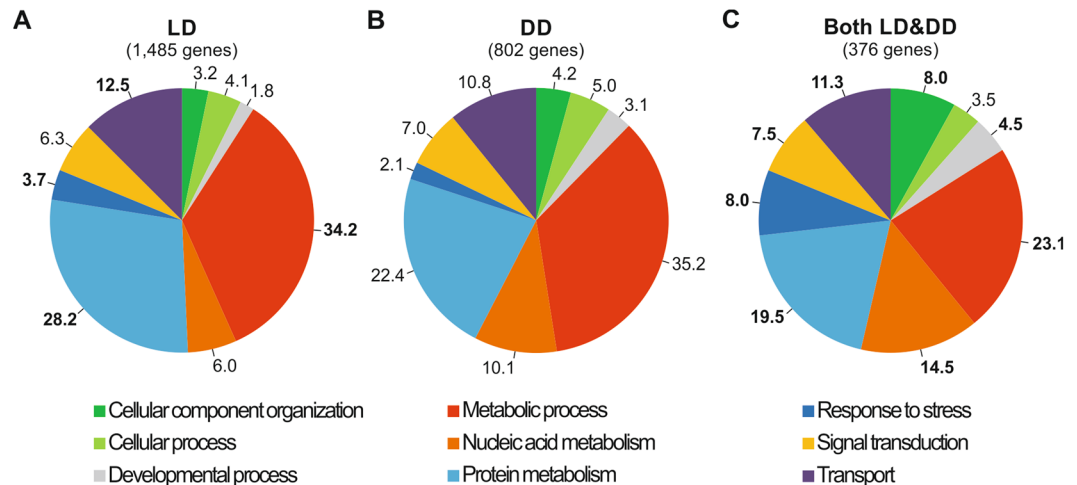 A
LD
(1,485 genes)
12.5
3.2
4.1
1.8
6.3
3.7
34.2
28.2
6.0
B
DD
(802 genes)
10.8
4.2
5.0
3.1
7.0
2.1
35.2
22.4
10.1
C
Both LD&DD
(376 genes)
11.3
8.0
3.5
4.5
7.5
8.0
23.1
19.5
14.5
Cellular component organization
Cellular process
Developmental process
Metabolic process
Nucleic acid metabolism
Protein metabolism
Response to stress
Signal transduction
Transport